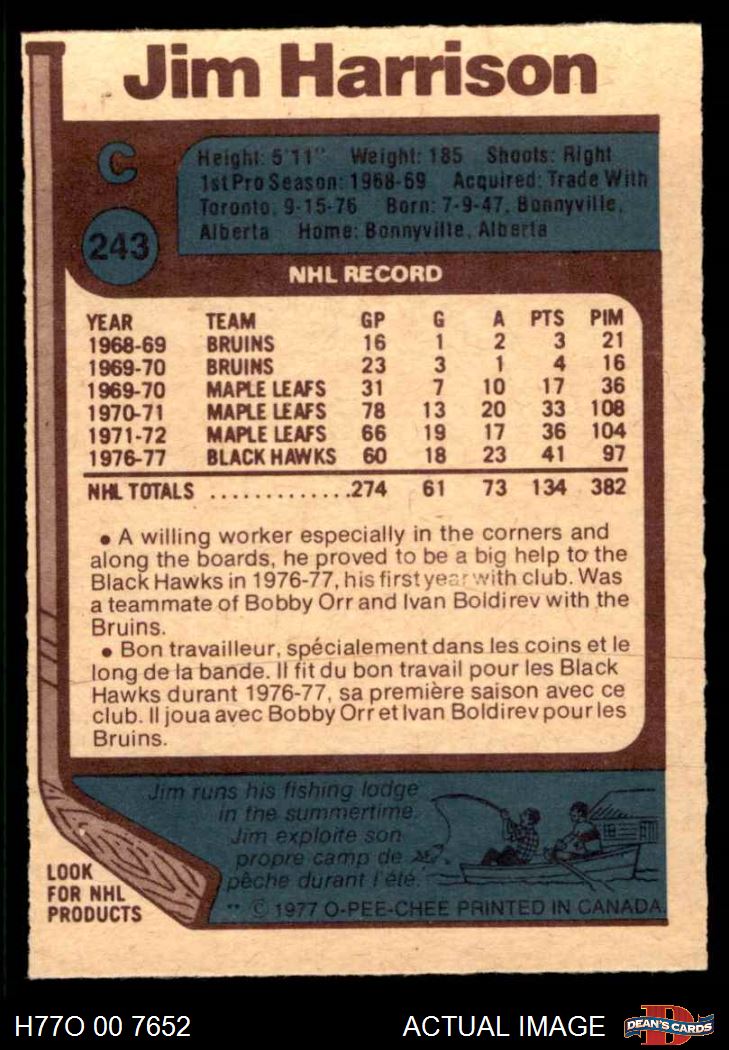 Jim Harrison
C
Height: 5'11" Weight: 185 Shoots: Right
1st Pro Season: 1968-69 Acquired: Trade With
Toronto, 9-15-76 Born: 7-9-47, Bonnyville,
Alberta Home: Bonnyville, Alberta
243
NHL RECORD
YEAR TEAM GP G A PTS PIM
1968-69 BRUINS 16 1 2 3 21
1969-70 BRUINS 23 3 1 4 16
1969-70 MAPLE LEAFS 31 7 10 17 36
1970-71 MAPLE LEAFS 78 13 20 33 108
1971-72 MAPLE LEAFS 66 19 17 36 104
1976-77 BLACK HAWKS 60 18 23 41 97
NHL TOTALS .............274 61 73 134 382
• A willing worker especially in the corners and
along the boards, he proved to be a big help to the
Black Hawks in 1976-77, his first year with club. Was
a teammate of Bobby Orr and Ivan Boldirev with the
Bruins.
• Bon travailleur, spécialement dans les coins et le
long de la bande. Il fit du bon travail pour les Black
Hawks durant 1976-77, sa première saison avec ce
club. Il joua avec Bobby Orr et Ivan Boldirev pour les
Bruins.
Jim runs his fishing lodge
in the summertime.
Jim exploite son
propre camp de
pêche durant l'été.
LOOK
FOR NHL
PRODUCTS
** © 1977 O-PEE-CHEE PRINTED IN CANADA
H77O 00 7652
ACTUAL IMAGE
D
DEAN'S CARDS